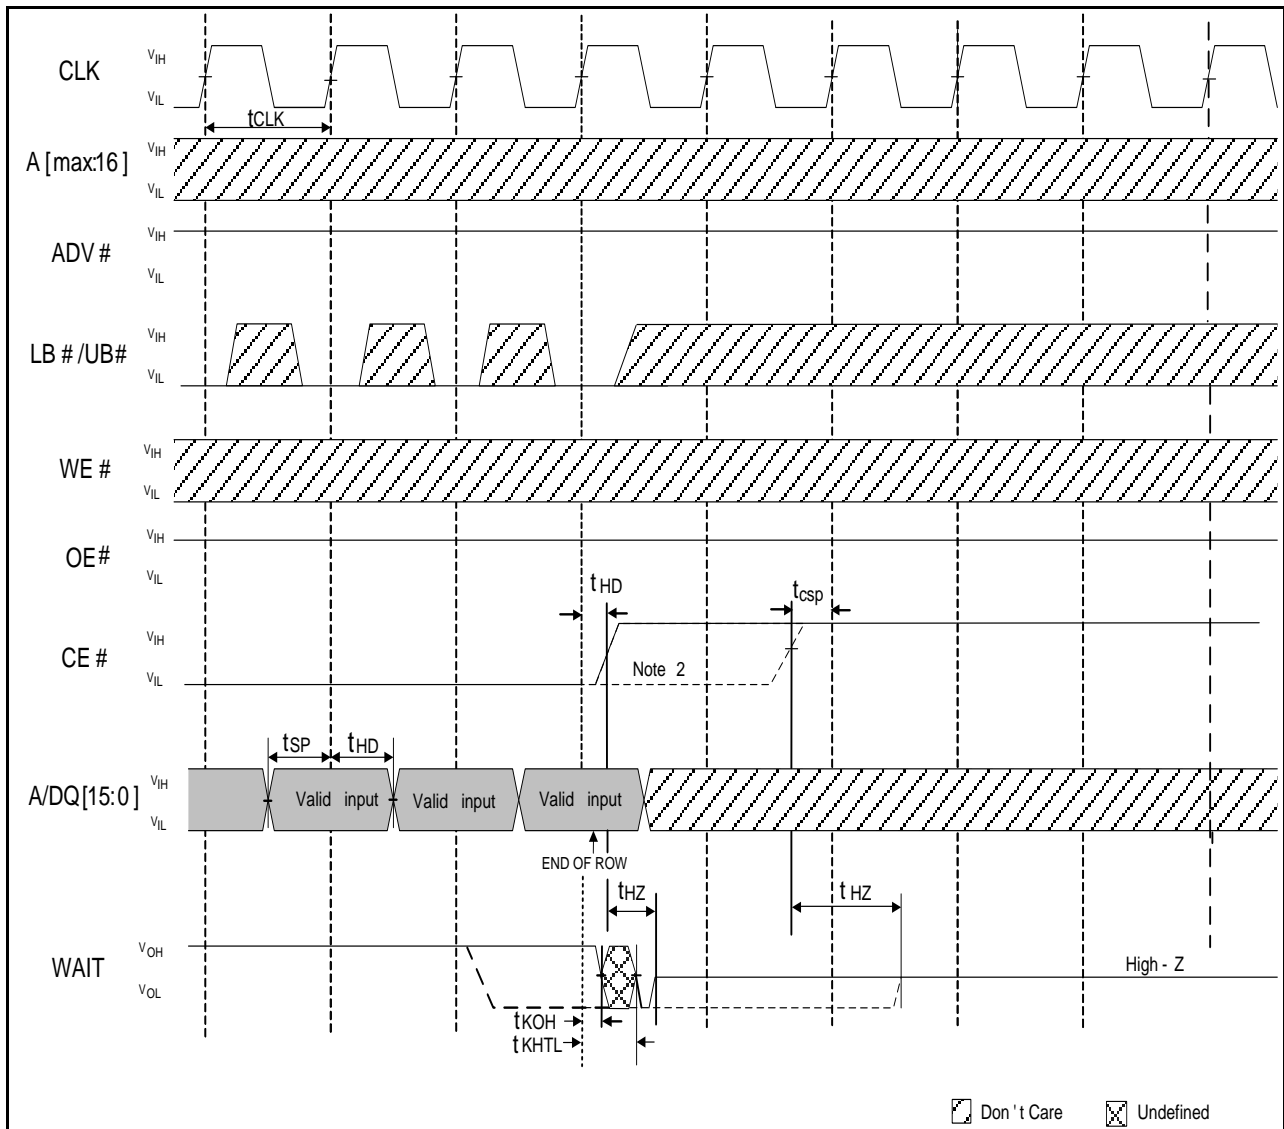 CLK
VIH
VIL
tCLK
A[max:16]
VIH
VIL
ADV #
VIH
VIL
LB # /UB#
VIH
VIL
WE #
VIH
VIL
OE#
VIH
VIL
tHD
tcsp
CE #
VIH
VIL
Note 2
tSP
tHD
A/DQ[15:0]
VIH
VIL
Valid input
Valid input
Valid input
END OF ROW
tHZ
tHZ
WAIT
VOH
VOL
High - Z
tKOH
tKHTL
Don ' t Care
Undefined